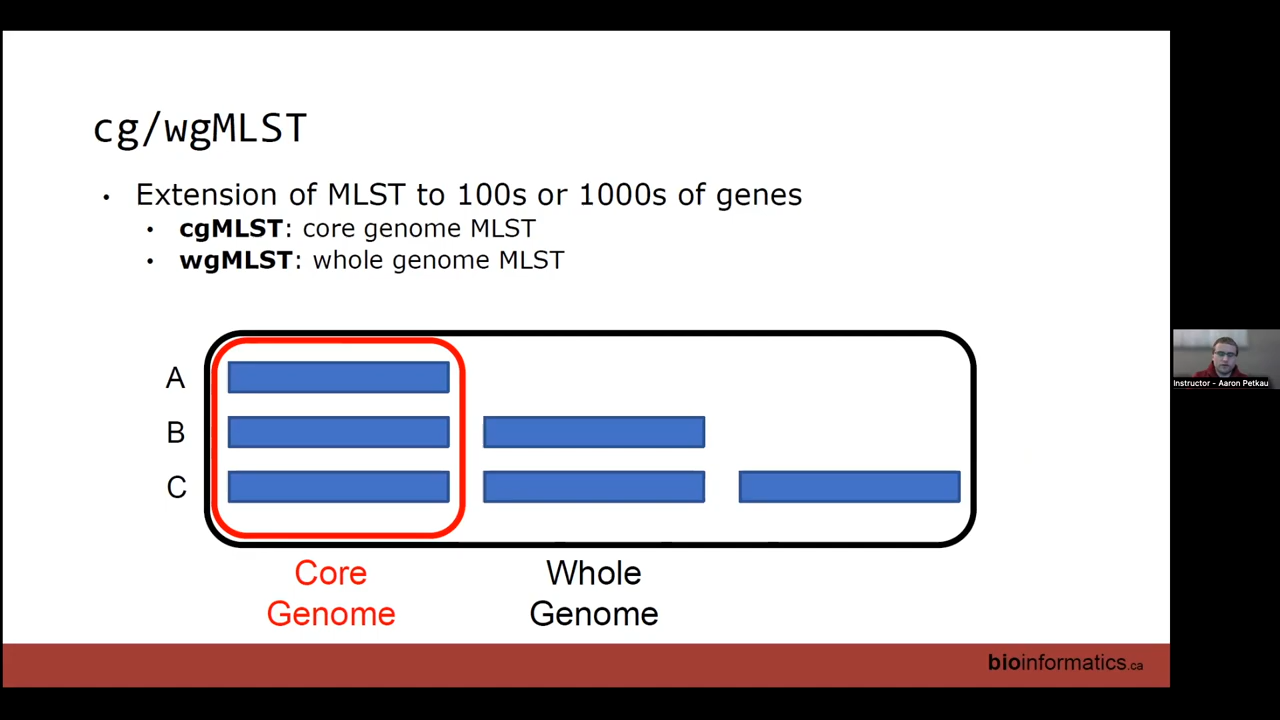 cg/wgMLST
• Extension of MLST to 100s or 1000s of genes
• cgMLST: core genome MLST
• wgMLST: whole genome MLST
A
B
C
Core
Genome
Whole
Genome
bioinformatics.ca
Instructor - Aaron Petkau